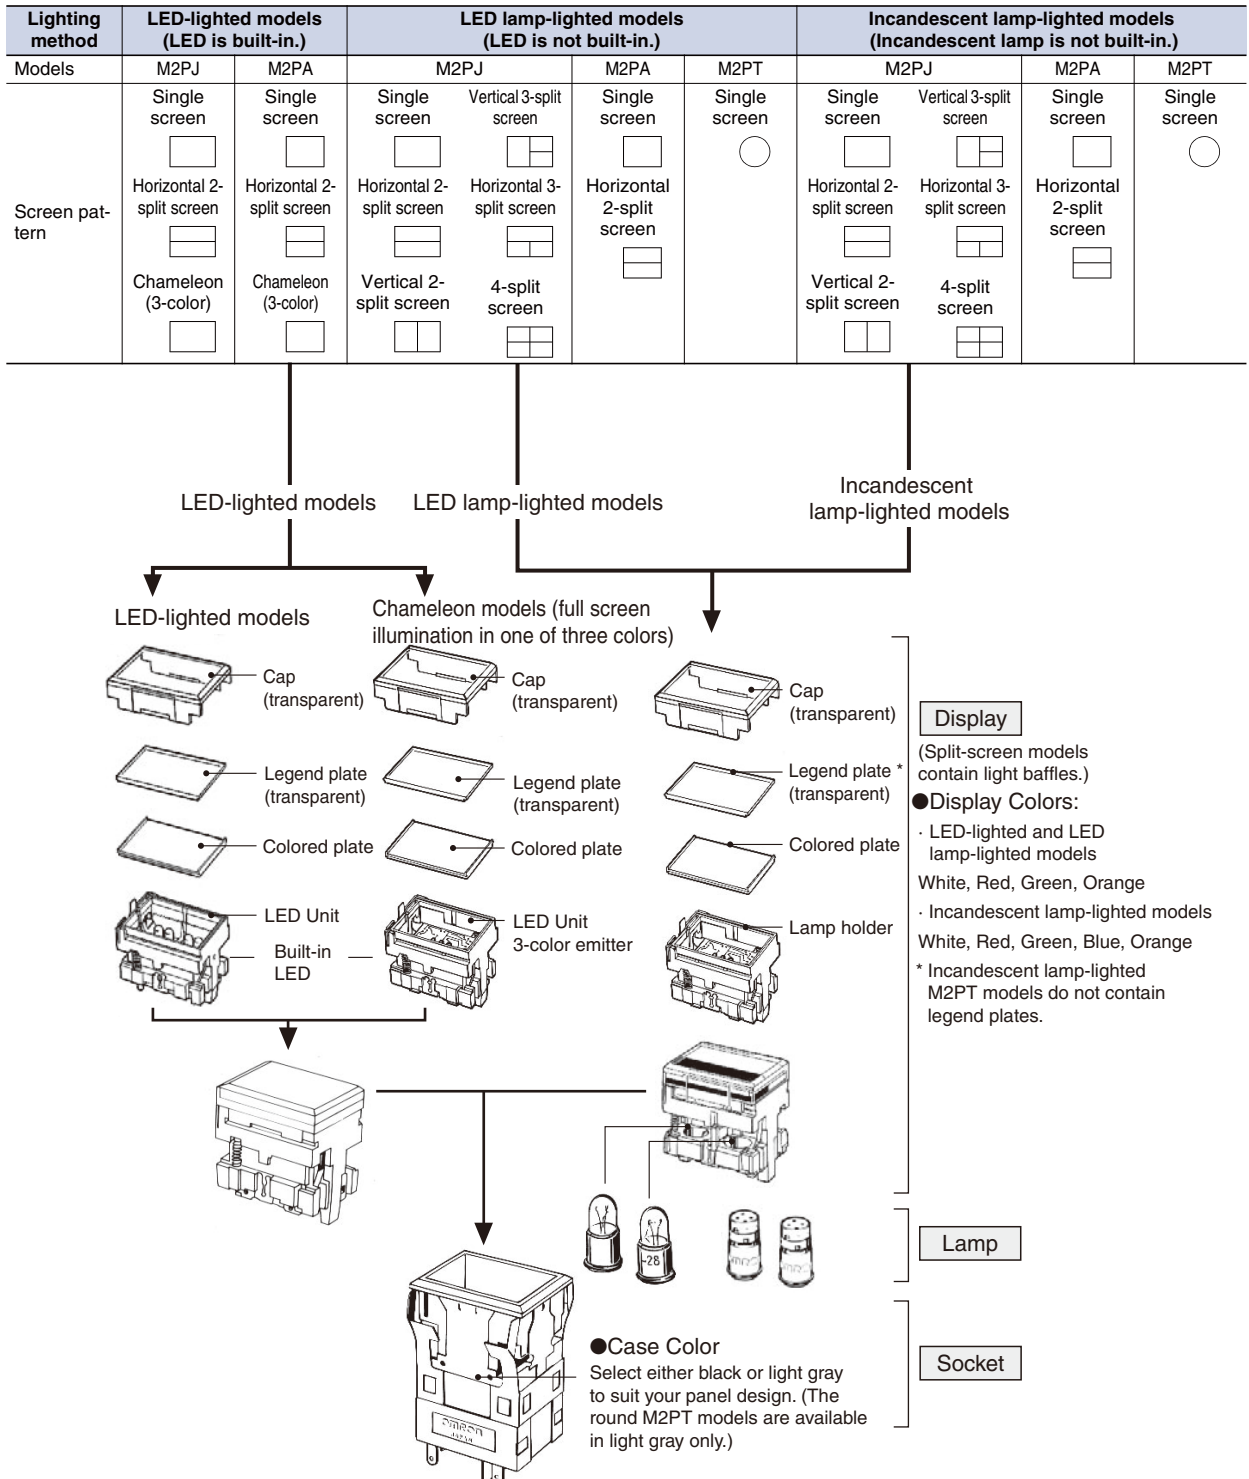 Lighting method
LED-lighted models (LED is built-in.)
LED lamp-lighted models (LED is not built-in.)
Incandescent lamp-lighted models (Incandescent lamp is not built-in.)
Models
M2PJ
M2PA
M2PJ
M2PA
M2PT
M2PJ
M2PA
M2PT
Screen pat-
tern
Single
screen
Horizontal 2-
split screen
Chameleon
(3-color)
Single
screen
Horizontal 2-
split screen
Chameleon
(3-color)
Single
screen
Horizontal 2-
split screen
Vertical 2-
split screen
Vertical 3-split
screen
Horizontal 3-
split screen
4-split
screen
Single
screen
Horizontal
2-split
screen
Single
screen
Single
screen
Horizontal 2-
split screen
Vertical 2-
split screen
Vertical 3-split
screen
Horizontal 3-
split screen
4-split
screen
Single
screen
Horizontal
2-split
screen
Single
screen
LED-lighted models
LED lamp-lighted models
Incandescent
lamp-lighted models
LED-lighted models
Chameleon models (full screen
illumination in one of three colors)
Cap
(transparent)
Legend plate
(transparent)
Colored plate
LED Unit
Built-in
LED
Cap
(transparent)
Legend plate
(transparent)
Colored plate
LED Unit
3-color emitter
Cap
(transparent)
Legend plate *
(transparent)
Colored plate
Lamp holder
Display
(Split-screen models
contain light baffles.)
●Display Colors:
· LED-lighted and LED
lamp-lighted models
White, Red, Green, Orange
· Incandescent lamp-lighted models
White, Red, Green, Blue, Orange
* Incandescent lamp-lighted
M2PT models do not contain
legend plates.
-28
Lamp
●Case Color
Select either black or light gray
to suit your panel design. (The
round M2PT models are available
in light gray only.)
Socket
OMRON
JAPAN